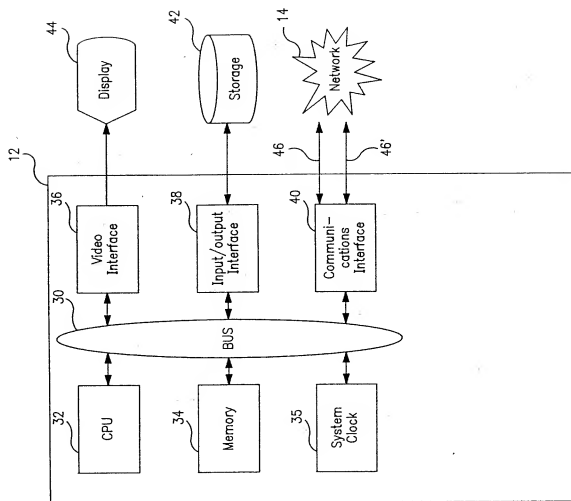 12
32
CPU
34
Memory
35
System
Clock
30
BUS
36
Video
Interface
38
Input/output
Interface
40
Communi-
cations
Interface
44
Display
42
Storage
46
46'
14
Network